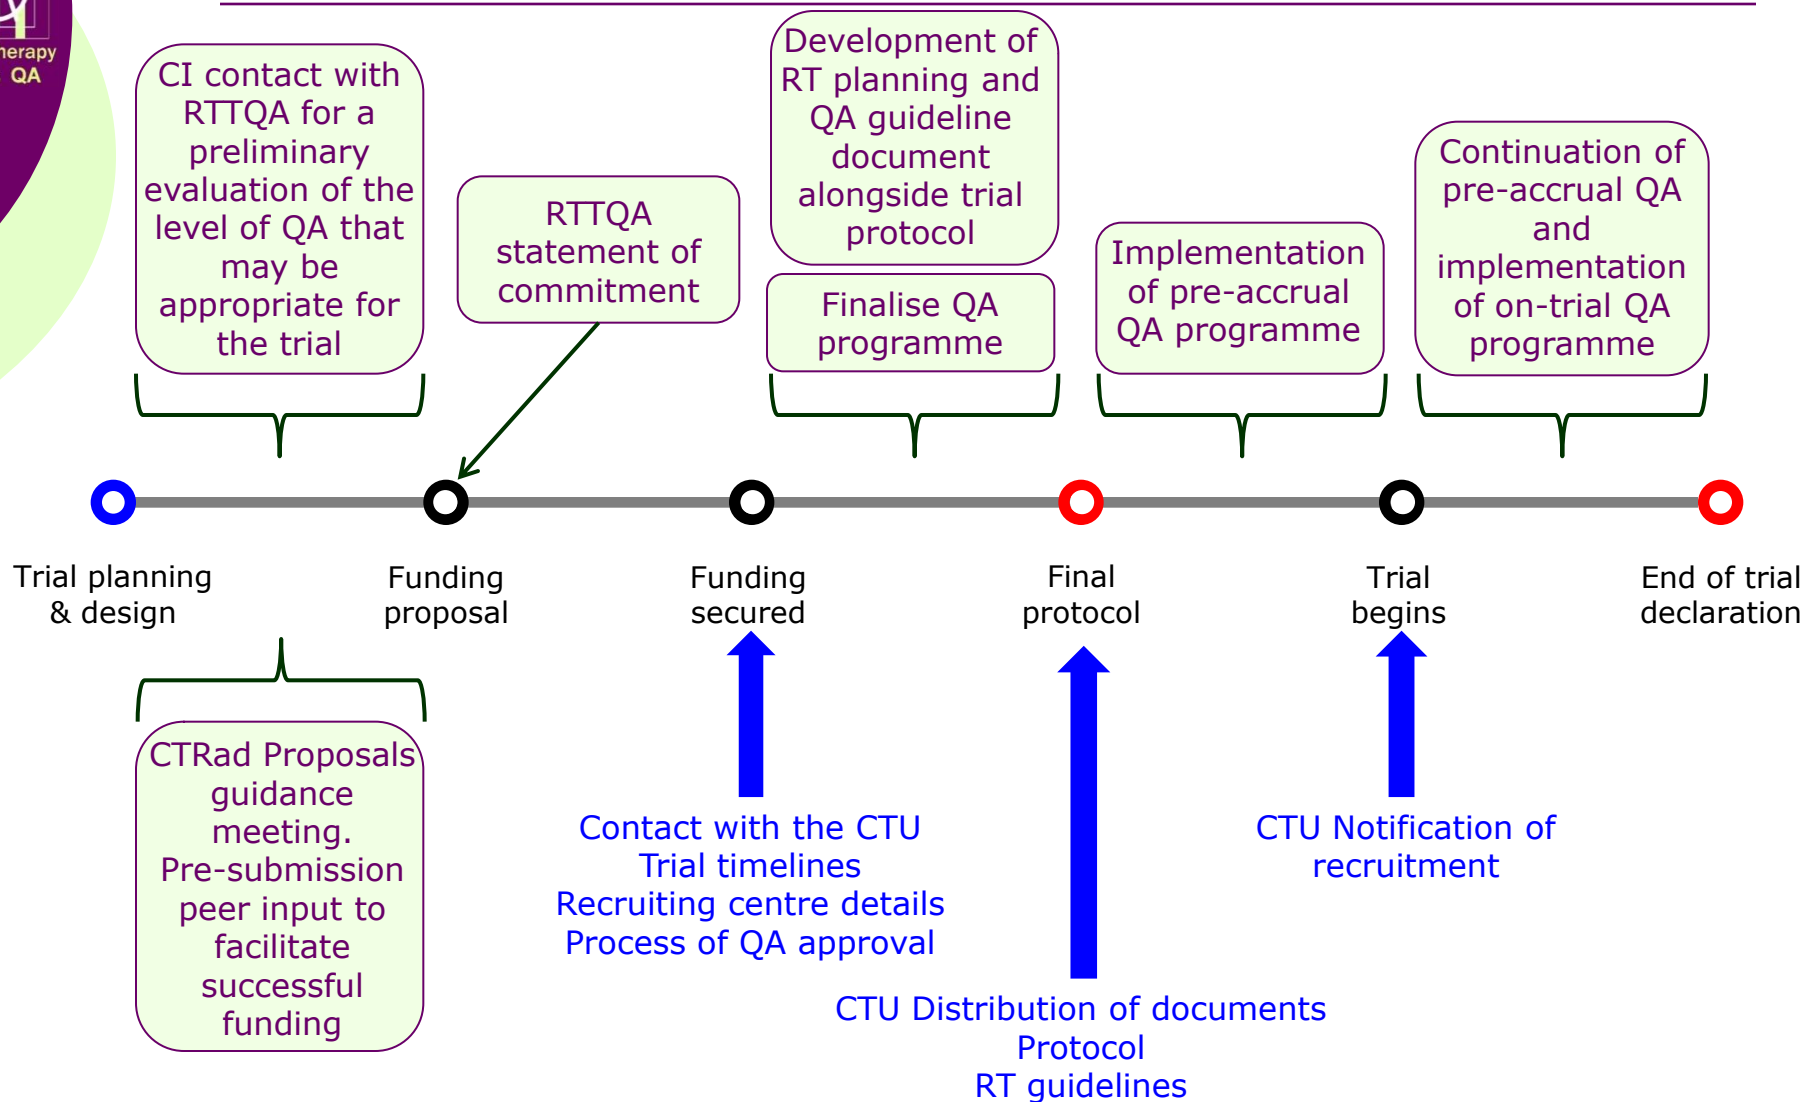 QA
CI contact with
RTTQA for a
preliminary
evaluation of the
level of QA that
may be
appropriate for
the trial
RTTQA
statement of
commitment
Development of
RT planning and
QA guideline
document
alongside trial
protocol
Finalise QA
programme
Implementation
of pre-accrual
QA programme
Continuation of
pre-accrual QA
and
implementation
of on-trial QA
programme
Trial planning
& design
Funding
proposal
Funding
secured
Final
protocol
Trial
begins
End of trial
declaration
CTRad Proposals
guidance
meeting.
Pre-submission
peer input to
facilitate
successful
funding
Contact with the CTU
Trial timelines
Recruiting centre details
Process of QA approval
CTU Distribution of documents
Protocol
RT guidelines
CTU Notification of
recruitment